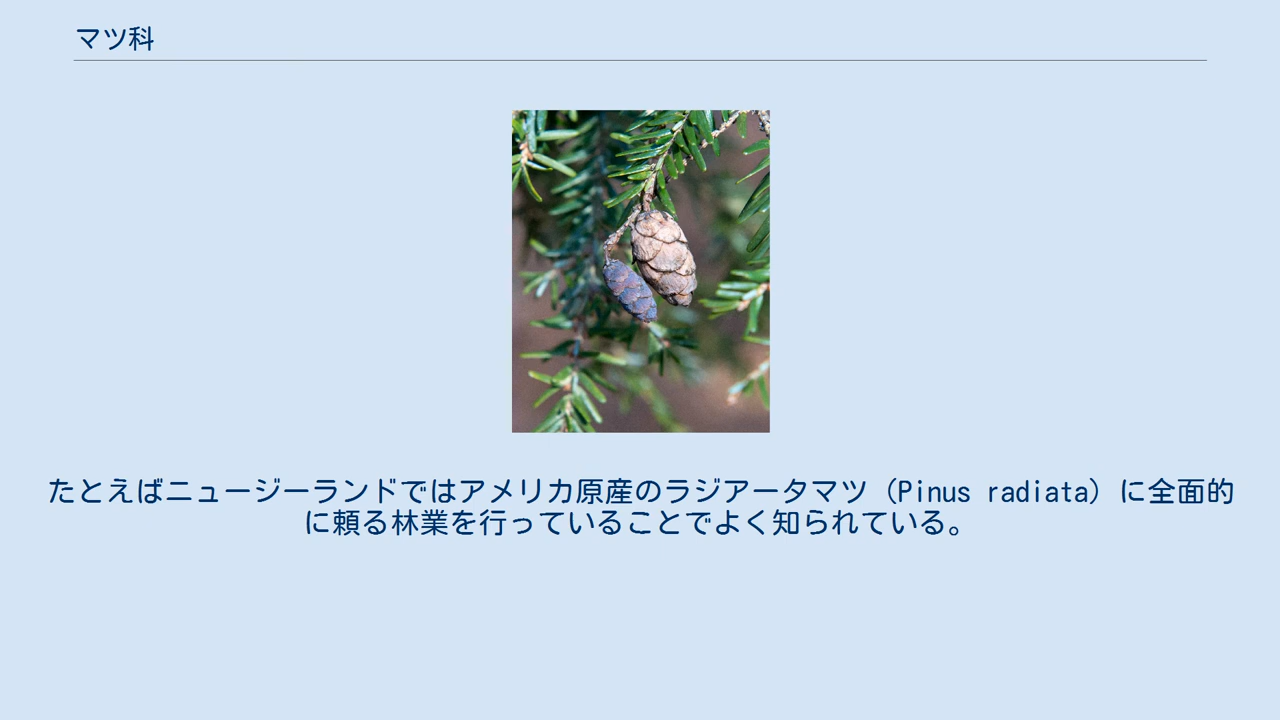 マツ科
たとえばニュージーランドではアメリカ原産のラジアータマツ（Pinus radiata）に全面的
に頼る林業を行っていることでよく知られている。